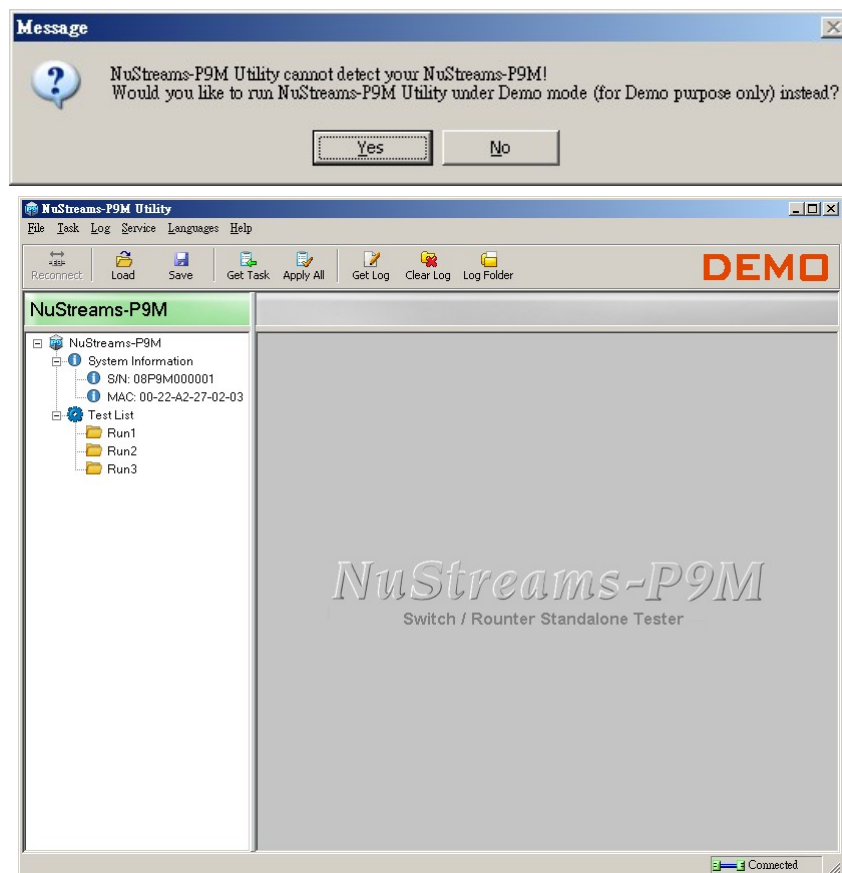 Message
NuStreams-P9M Utility cannot detect your NuStreams-P9M!
Would you like to run NuStreams-P9M Utility under Demo mode (for Demo purpose only) instead?
Yes No
NuStreams-P9M Utility
File Task Log Service Languages Help
Reconnect Load Save Get Task Apply All Get Log Clear Log Log Folder DEMO
NuStreams-P9M
NuStreams-P9M
System Information
S/N: 08P9M000001
MAC: 00-22-A2-27-02-03
Test List
Run1
Run2
Run3
NuStreams-P9M
Switch / Rounter Standalone Tester
Connected